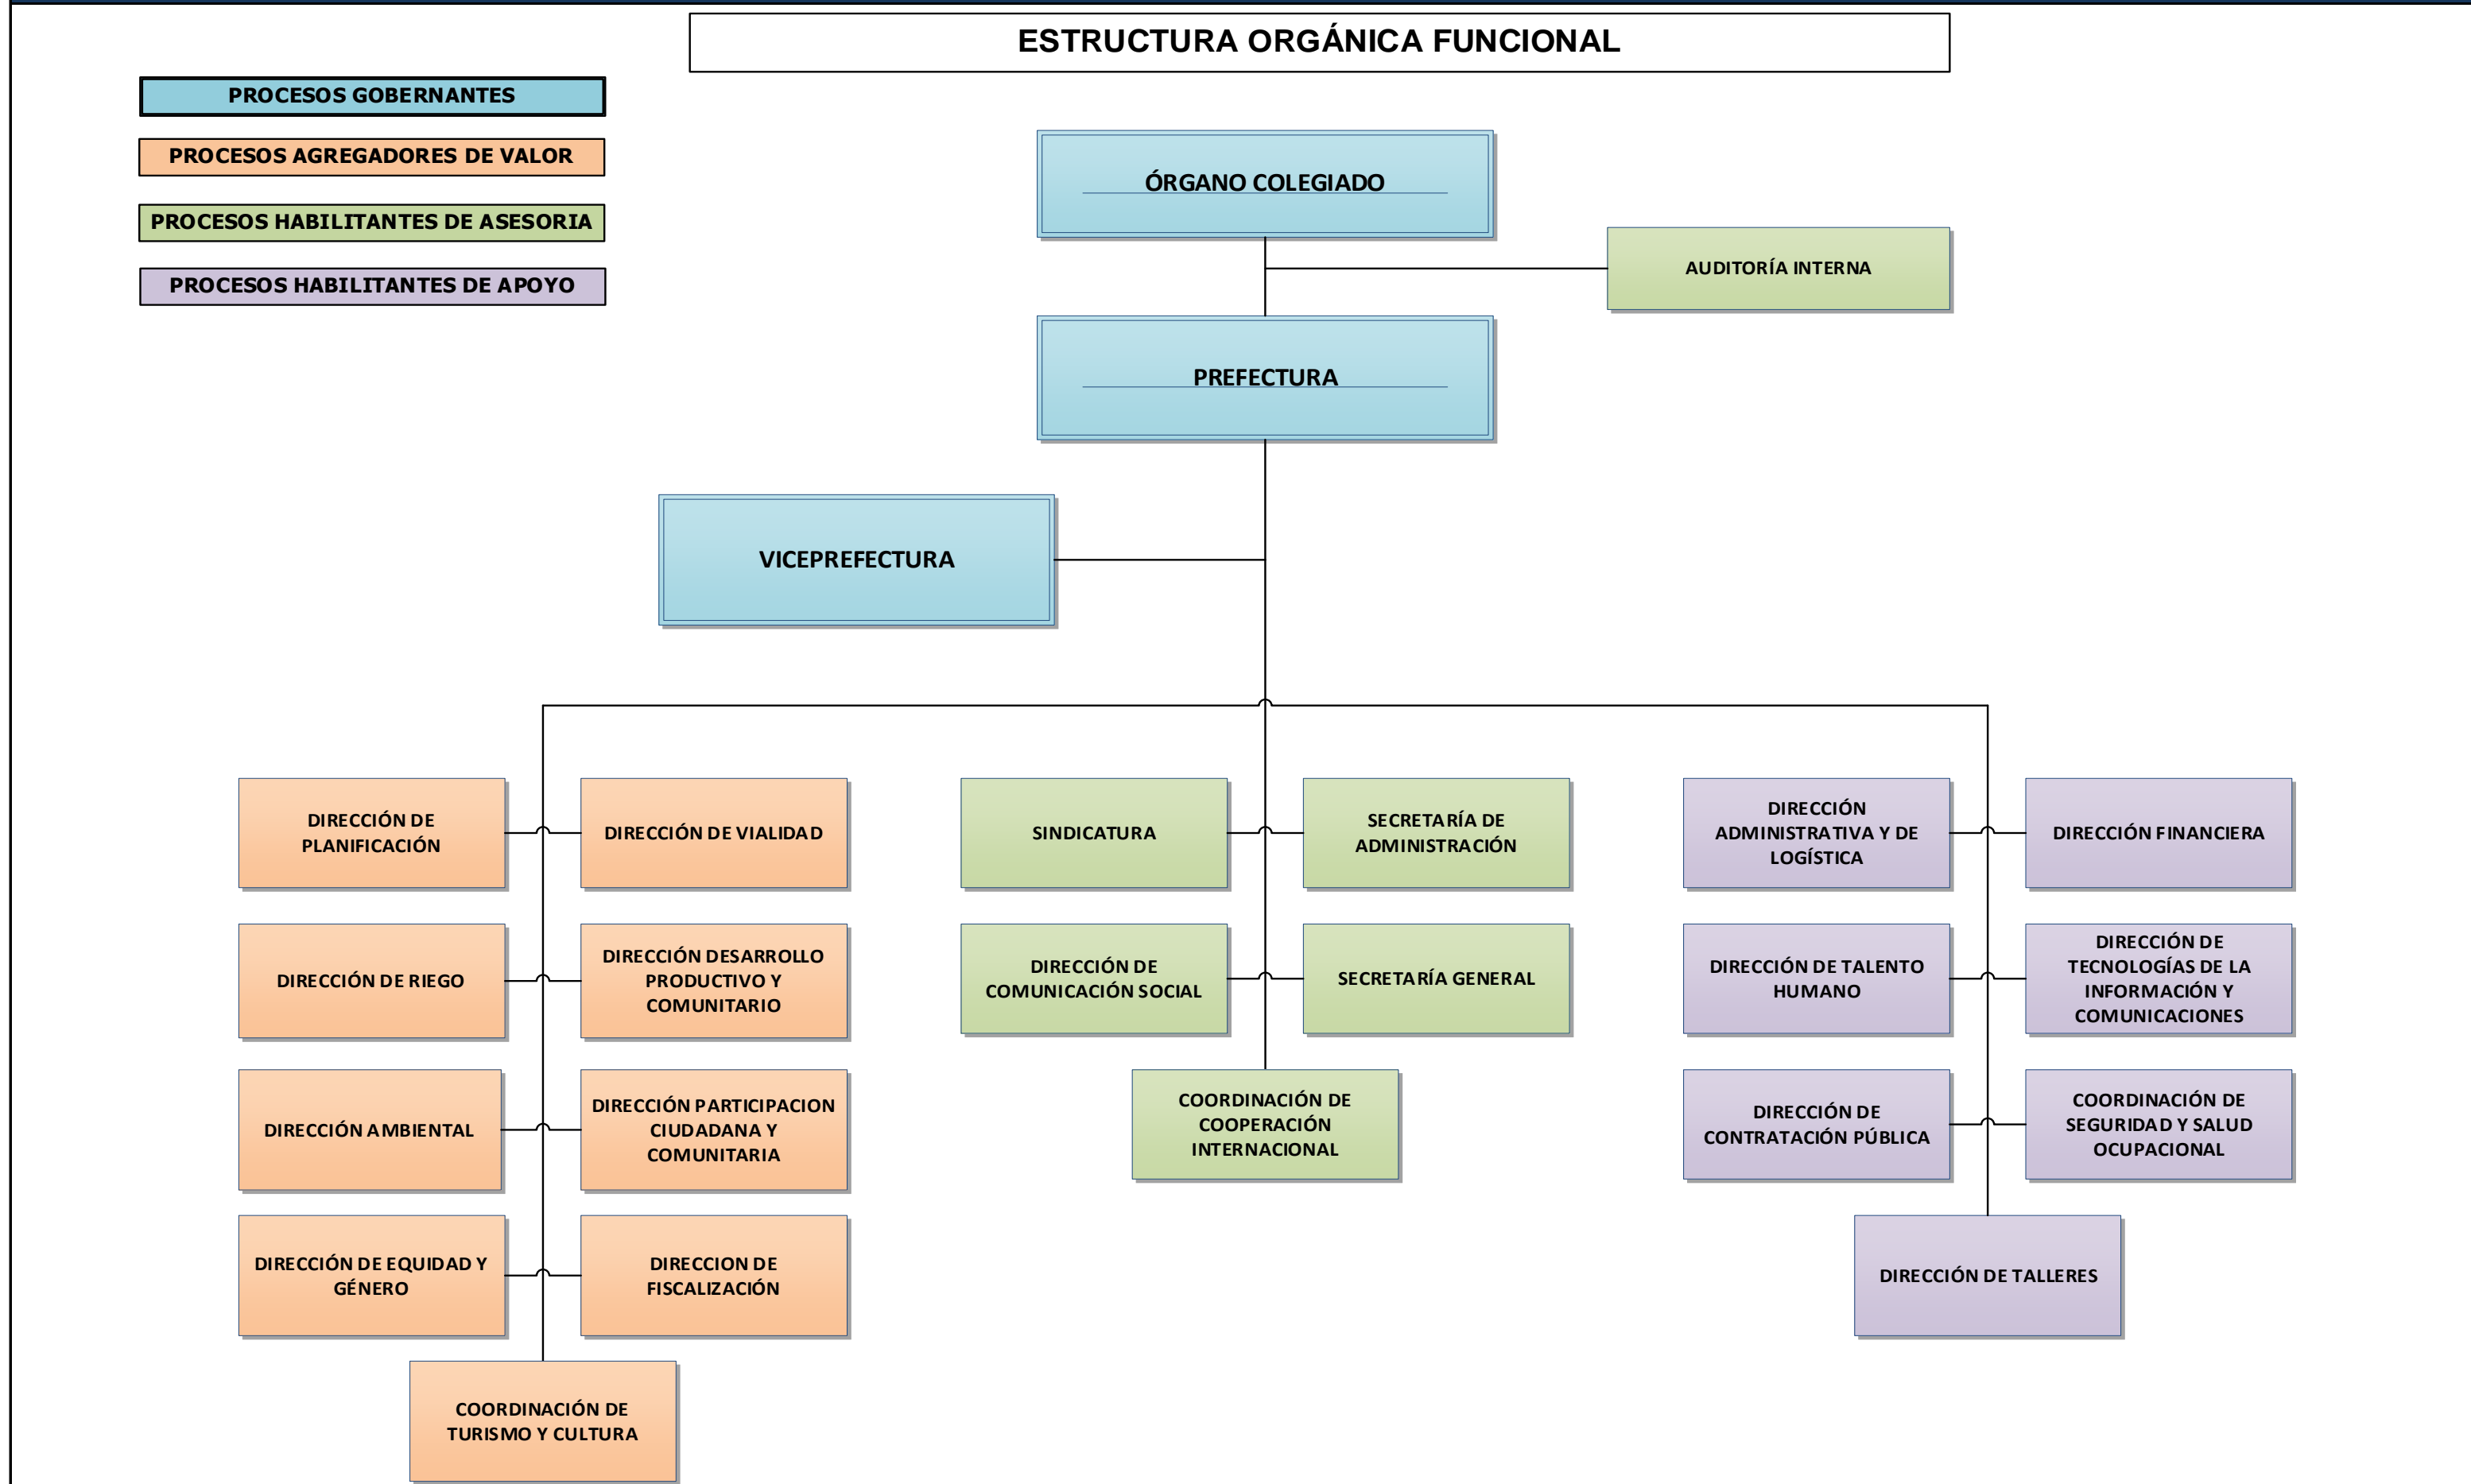 ESTRUCTURA ORGÁNICA FUNCIONAL
PROCESOS GOBERNANTES
PROCESOS AGREGADORES DE VALOR
PROCESOS HABILITANTES DE ASESORIA
PROCESOS HABILITANTES DE APOYO
ÓRGANO COLEGIADO
AUDITORÍA INTERNA
PREFECTURA
VICEPREFECTURA
DIRECCIÓN DE
PLANIFICACIÓN
DIRECCIÓN DE VIALIDAD
DIRECCIÓN DE RIEGO
DIRECCIÓN DESARROLLO
PRODUCTIVO Y
COMUNITARIO
DIRECCIÓN AMBIENTAL
DIRECCIÓN PARTICIPACION
CIUDADANA Y
COMUNITARIA
DIRECCIÓN DE EQUIDAD Y
GÉNERO
DIRECCION DE
FISCALIZACIÓN
COORDINACIÓN DE
TURISMO Y CULTURA
SINDICATURA
SECRETARÍA DE
ADMINISTRACIÓN
DIRECCIÓN DE
COMUNICACIÓN SOCIAL
SECRETARÍA GENERAL
COORDINACIÓN DE
COOPERACIÓN
INTERNACIONAL
DIRECCIÓN
ADMINISTRATIVA Y DE
LOGÍSTICA
DIRECCIÓN FINANCIERA
DIRECCIÓN DE TALENTO
HUMANO
DIRECCIÓN DE
TECNOLOGÍAS DE LA
INFORMACIÓN Y
COMUNICACIONES
DIRECCIÓN DE
CONTRATACIÓN PÚBLICA
COORDINACIÓN DE
SEGURIDAD Y SALUD
OCUPACIONAL
DIRECCIÓN DE TALLERES